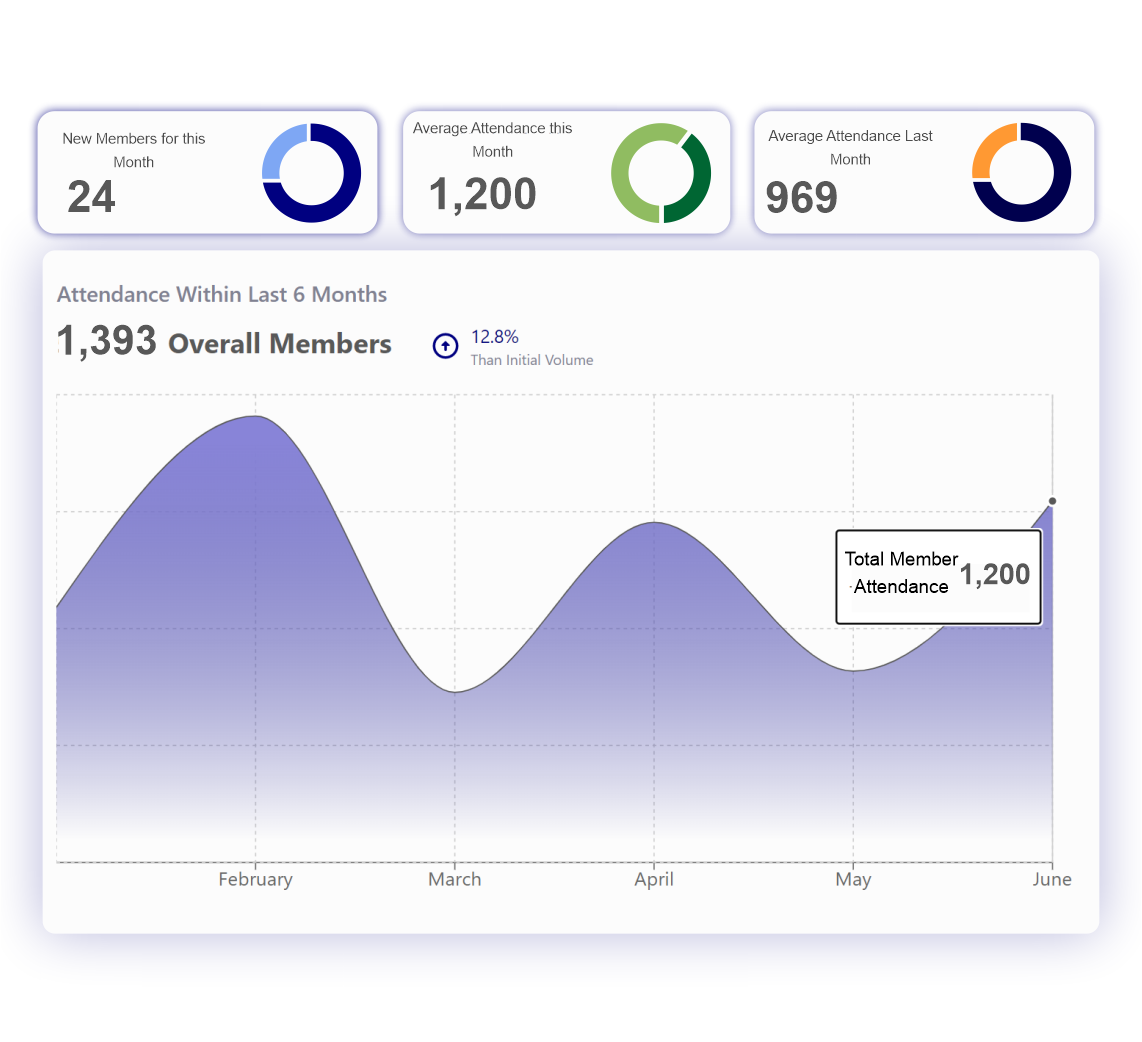 New Members for this
Month
24
Average Attendance this
Month
1,200
Average Attendance Last
Month
969
Attendance Within Last 6 Months
1,393 Overall Members
12.8%
Than Initial Volume
Total Member
Attendance
1,200
February March April May June